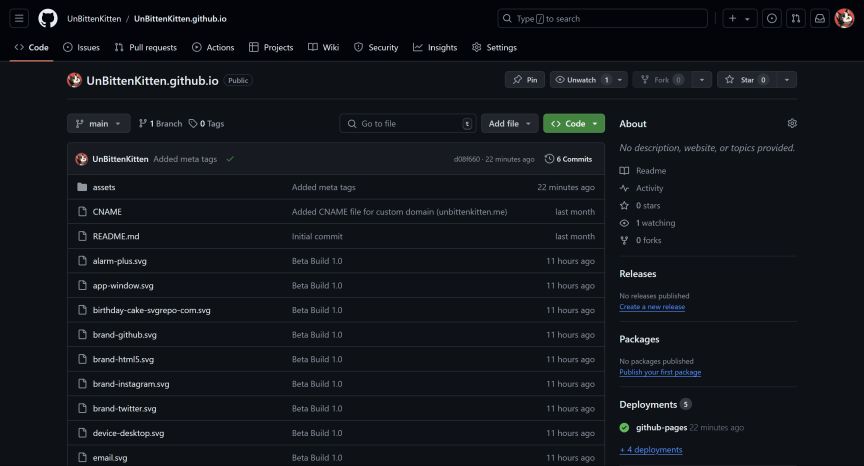 UnBittenKitten / UnBittenKitten.github.io
Type / to search
Code Issues Pull requests Actions Projects Wiki Security Insights Settings
UnBittenKitten.github.io Public
Pin Unwatch 1 Fork 0 Star 0
main 1 Branch 0 Tags Go to file t Add file Code
UnBittenKitten Added meta tags d08f660 · 22 minutes ago 6 Commits
assets Added meta tags 22 minutes ago
CNAME Added CNAME file for custom domain (unbittenkitten.me) last month
README.md Initial commit last month
alarm-plus.svg Beta Build 1.0 11 hours ago
app-window.svg Beta Build 1.0 11 hours ago
birthday-cake-svgrepo-com.svg Beta Build 1.0 11 hours ago
brand-github.svg Beta Build 1.0 11 hours ago
brand-html5.svg Beta Build 1.0 11 hours ago
brand-instagram.svg Beta Build 1.0 11 hours ago
brand-twitter.svg Beta Build 1.0 11 hours ago
device-desktop.svg Beta Build 1.0 11 hours ago
email.svg Beta Build 1.0 11 hours ago
About
No description, website, or topics provided.
Readme
Activity
0 stars
1 watching
0 forks
Releases
No releases published
Create a new release
Packages
No packages published
Publish your first package
Deployments 5
github-pages 22 minutes ago
+ 4 deployments